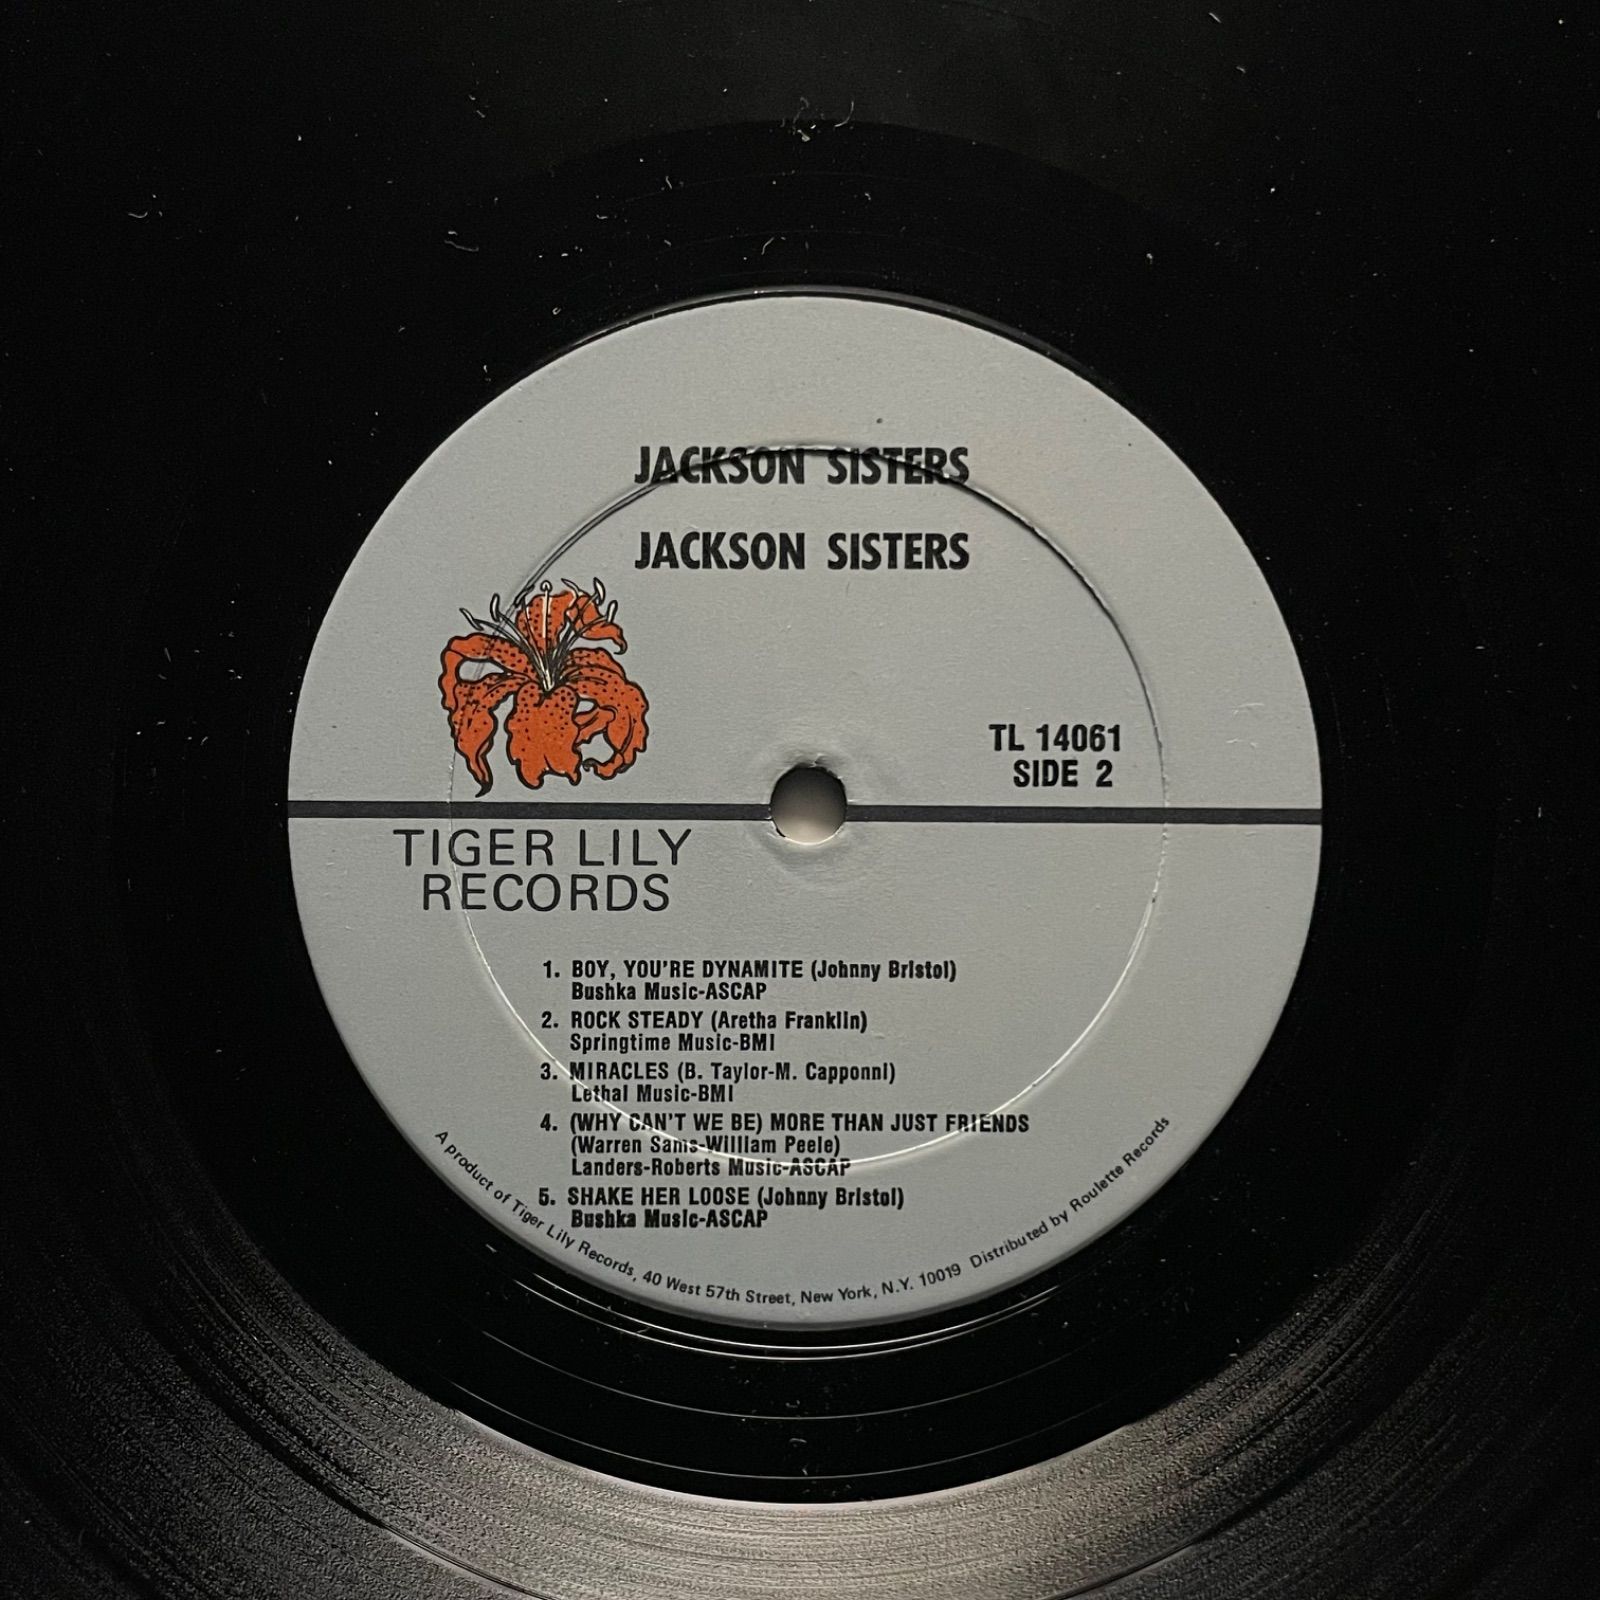 JACKSON SISTERS
JACKSON SISTERS
TL 14061
SIDE 2
TIGER LILY
RECORDS
1. BOY, YOU'RE DYNAMITE (Johnny Bristol)
Bushka Music-ASCAP
2. ROCK STEADY (Aretha Franklin)
Springtime Music-BMI
3. MIRACLES (B. Taylor-M. Capponni)
Lethal Music-BMI
4. (WHY CAN'T WE BE) MORE THAN JUST FRIENDS
(Warren Sams-William Peele)
Landers-Roberts Music-ASCAP
5. SHAKE HER LOOSE (Johnny Bristol)
Bushka Music-ASCAP
A product of Tiger Lily Records, 40 West 57th Street, New York, N.Y. 10019 Distributed by Roulette Records